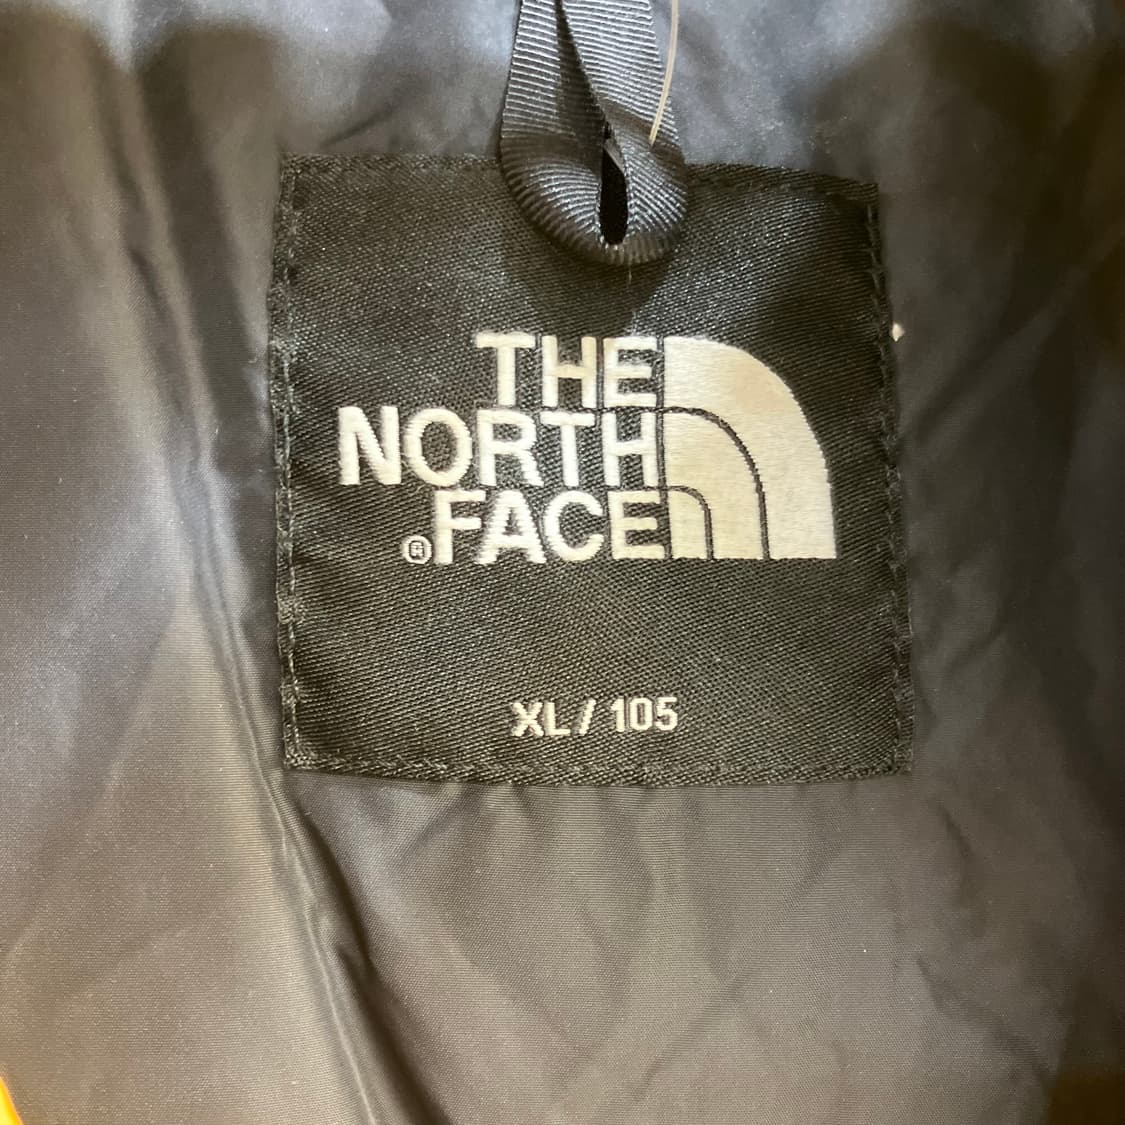 THE
NORTH
®FACE
XL/105